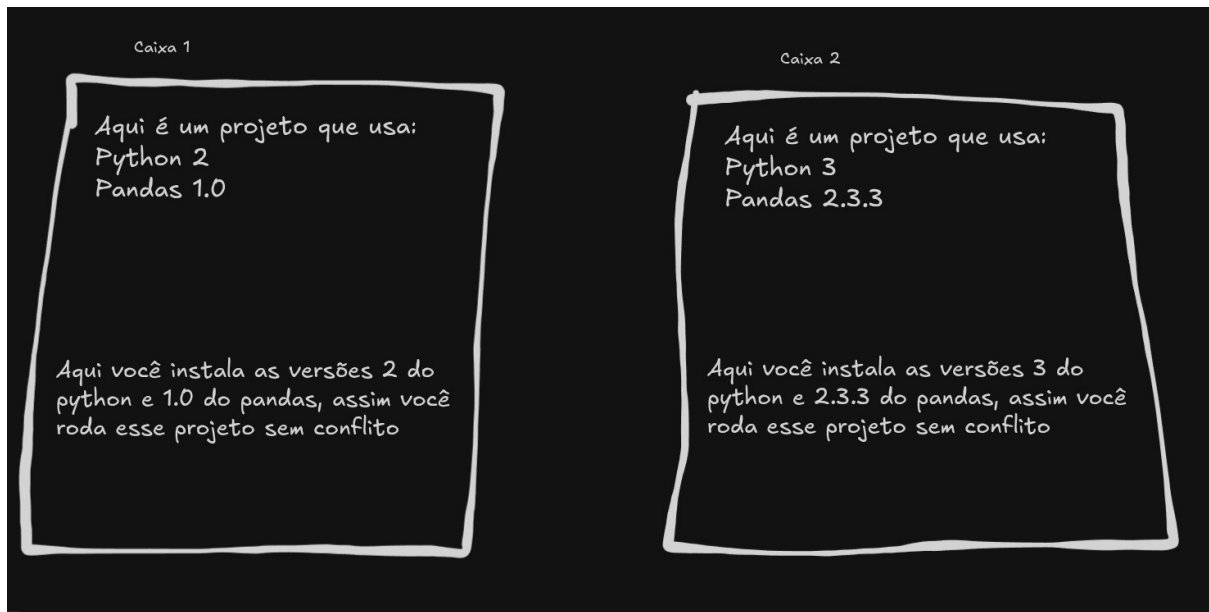 Caixa 1
Aqui é um projeto que usa:
Python 2
Pandas 1.0
Aqui você instala as versões 2 do
python e 1.0 do pandas, assim você
roda esse projeto sem conflito
Caixa 2
Aqui é um projeto que usa:
Python 3
Pandas 2.3.3
Aqui você instala as versões 3 do
python e 2.3.3 do pandas, assim você
roda esse projeto sem conflito